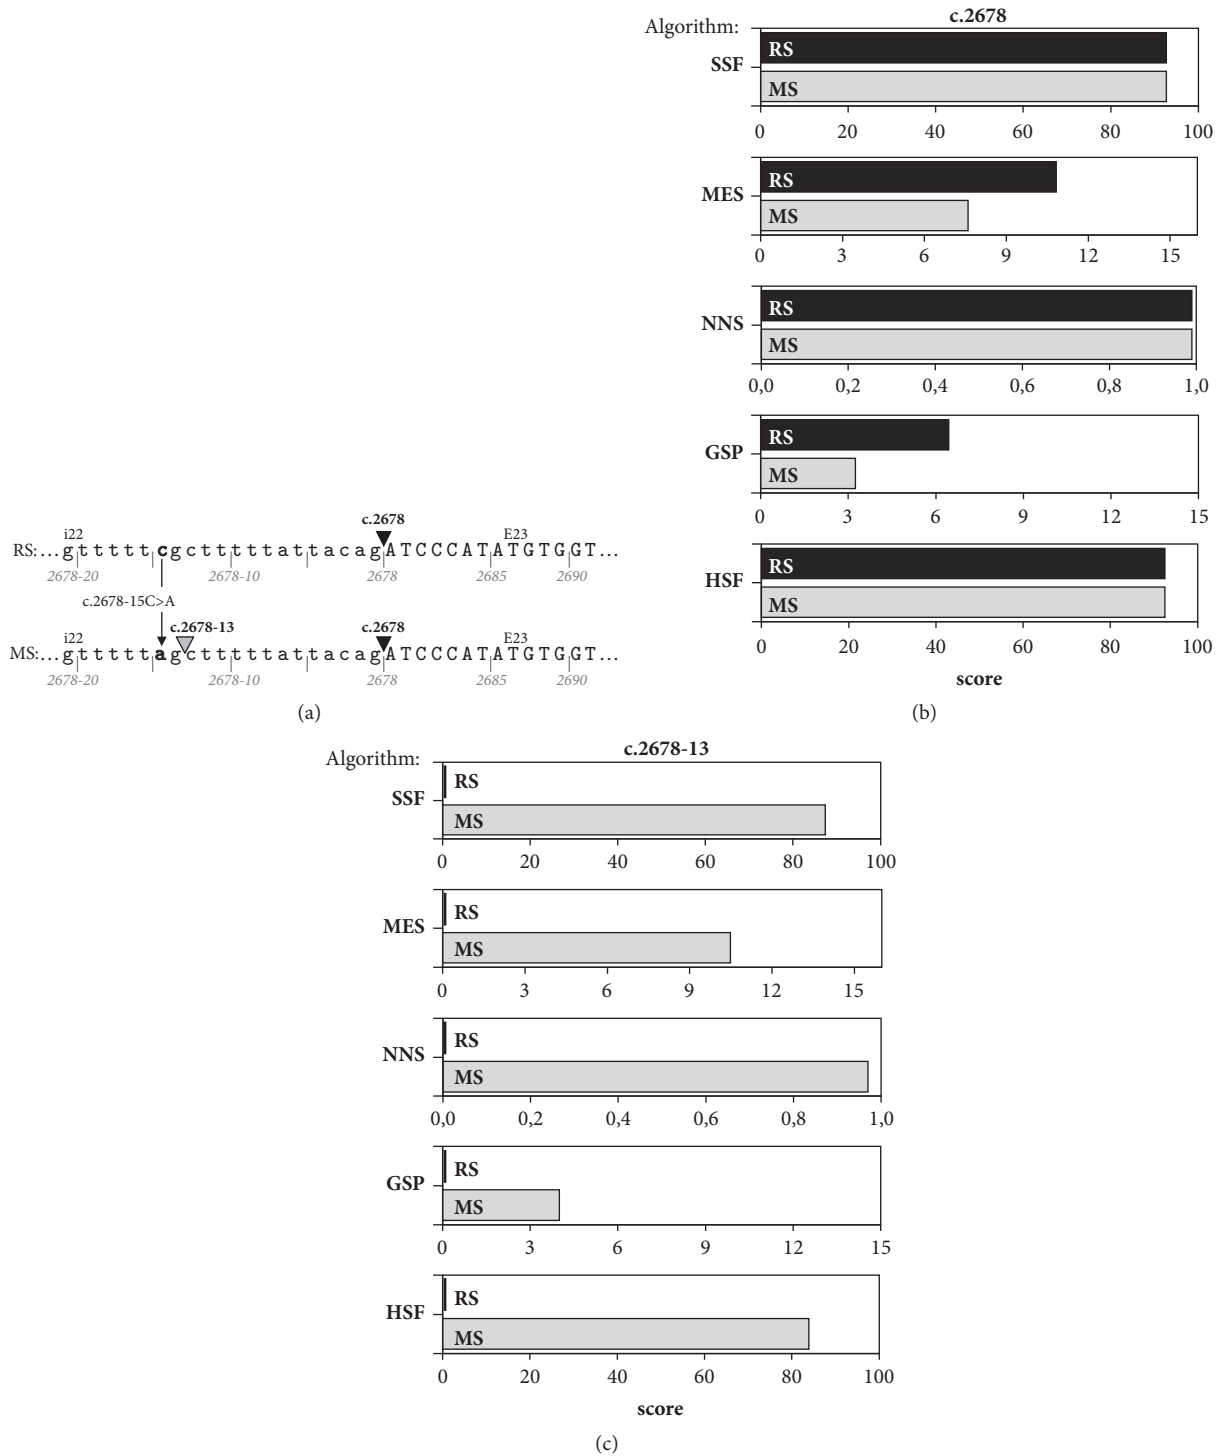 Algorithm:
c.2678
SSF
RS
MS
0 20 40 60 80 100
MES
RS
MS
0 3 6 9 12 15
NNS
RS
MS
0,0 0,2 0,4 0,6 0,8 1,0
GSP
RS
MS
0 3 6 9 12 15
HSF
RS
MS
0 20 40 60 80 100
score
(b)
c.2678
i22 E23
RS:...gtttttcgctttttattacagATCCCATATGTGGT...
2678-20 2678-10 2678 2685 2690
c.2678-15C>A
c.2678-13 c.2678
i22 E23
MS:...gtttttagctttttattacagATCCCATATGTGGT...
2678-20 2678-10 2678 2685 2690
(a)
Algorithm:
c.2678-13
SSF
RS
MS
0 20 40 60 80 100
MES
RS
MS
0 3 6 9 12 15
NNS
RS
MS
0,0 0,2 0,4 0,6 0,8 1,0
GSP
RS
MS
0 3 6 9 12 15
HSF
RS
MS
0 20 40 60 80 100
score
(c)